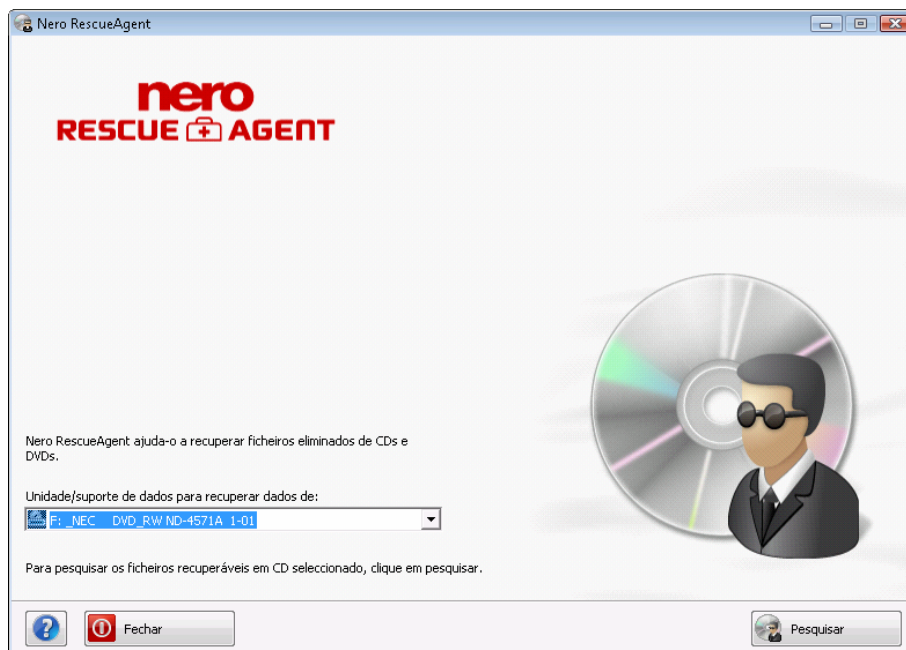 Nero RescueAgent
nero
RESCUE AGENT
Nero RescueAgent ajuda-o a recuperar ficheiros eliminados de CDs e
DVDs.
Unidade/suporte de dados para recuperar dados de:
F: _NEC DVD_RW ND-4571A 1-01
Para pesquisar os ficheiros recuperáveis em CD seleccionado, clique em pesquisar.
? Fechar Pesquisar